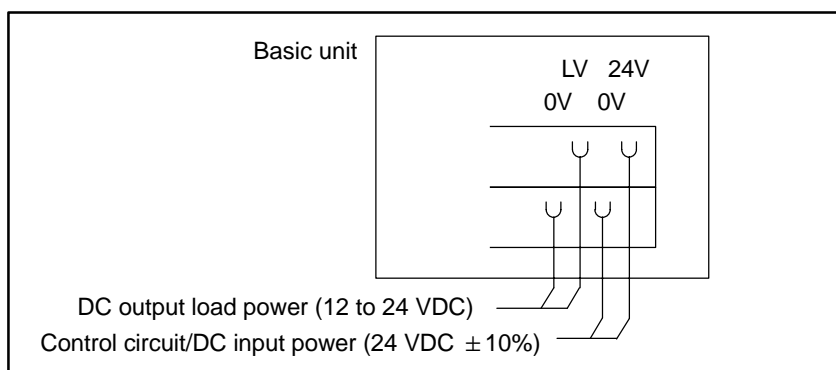 Basic unit
LV 24V
0V 0V
DC output load power (12 to 24 VDC)
Control circuit/DC input power (24 VDC ±10%)